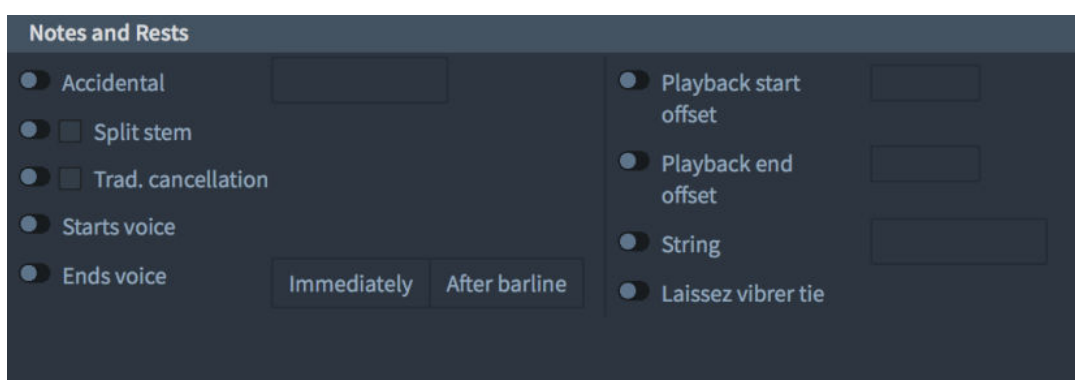 Notes and Rests
Accidental
Split stem
Trad. cancellation
Starts voice
Ends voice
Immediately
After barline
Playback start
offset
Playback end
offset
String
Laissez vibrer tie